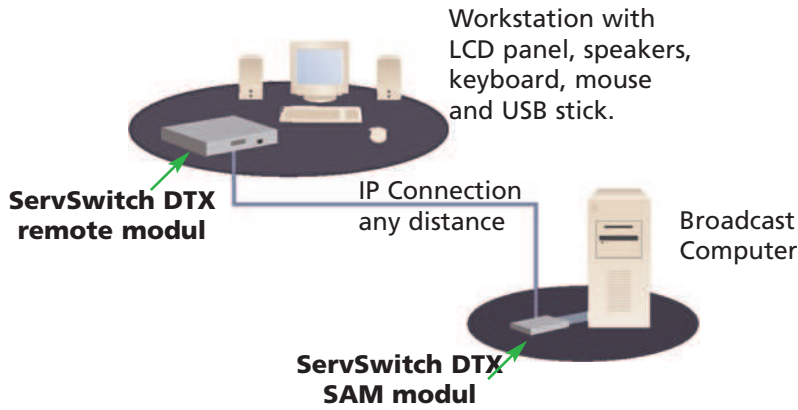 Workstation with
LCD panel, speakers,
keyboard, mouse
and USB stick.
ServSwitch DTX
remote modul
IP Connection
any distance
Broadcast
Computer
ServSwitch DTX
SAM modul